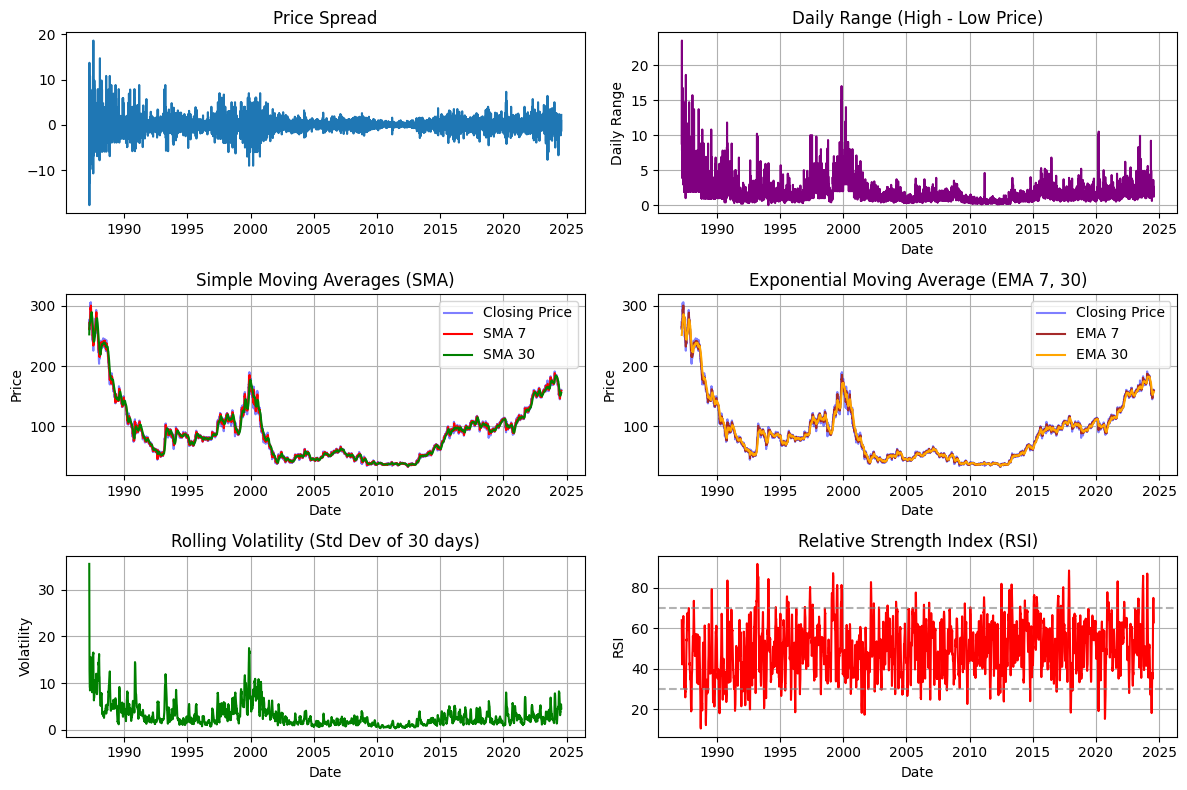 Price Spread
20
10
0
−10
1990 1995 2000 2005 2010 2015 2020 2025
Daily Range (High - Low Price)
Daily Range
20
15
10
5
0
1990 1995 2000 2005 2010 2015 2020 2025
Date
Simple Moving Averages (SMA)
Price
300
200
100
Closing Price
SMA 7
SMA 30
1990 1995 2000 2005 2010 2015 2020 2025
Date
Exponential Moving Average (EMA 7, 30)
Price
300
200
100
Closing Price
EMA 7
EMA 30
1990 1995 2000 2005 2010 2015 2020 2025
Date
Rolling Volatility (Std Dev of 30 days)
Volatility
30
20
10
0
1990 1995 2000 2005 2010 2015 2020 2025
Date
Relative Strength Index (RSI)
RSI
80
60
40
20
1990 1995 2000 2005 2010 2015 2020 2025
Date